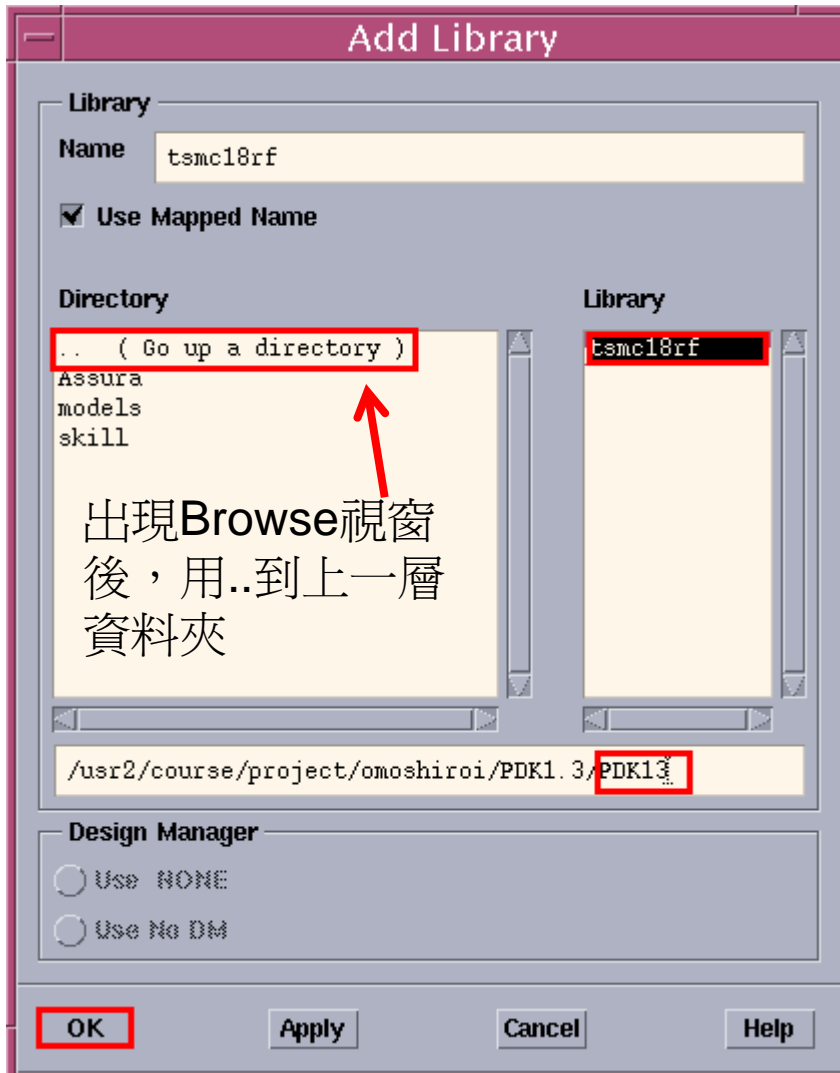 Add Library
Library
Name tsmc18rf
Use Mapped Name
Directory
Library
.. ( Go up a directory )
Assura
models
skill
tsmc18rf
出現Browse視窗
後，用..到上一層
資料夾
/usr2/course/project/omoshiroi/PDK1.3/PDK13
Design Manager
Use NONE
Use No DM
OK Apply Cancel Help